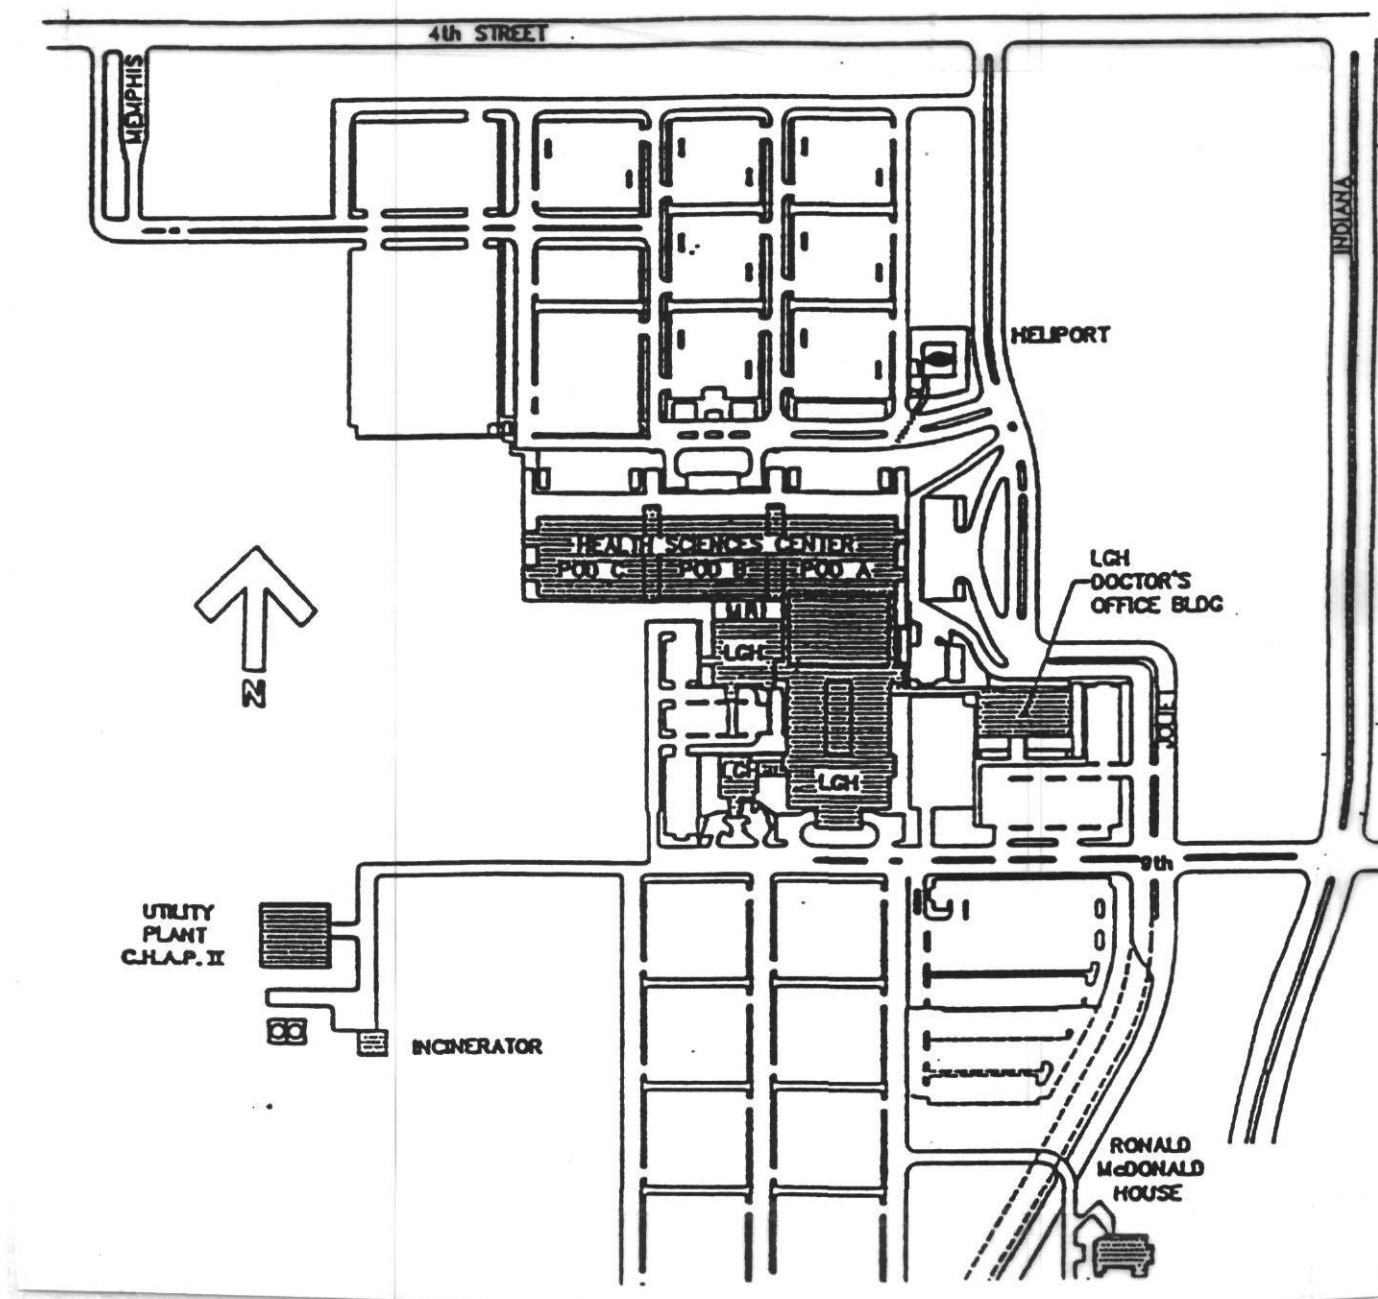 4th STREET
MEMPHIS
INDIANA
HELIPORT
HEALTH SCIENCES CENTER
POD C
POD B
POD A
LGH
DOCTOR'S
OFFICE BLDG
LGH
N
JOLIET
LGH
LGH
9th
UTILITY
PLANT
C.H.A.P. II
INCINERATOR
RONALD
McDONALD
HOUSE